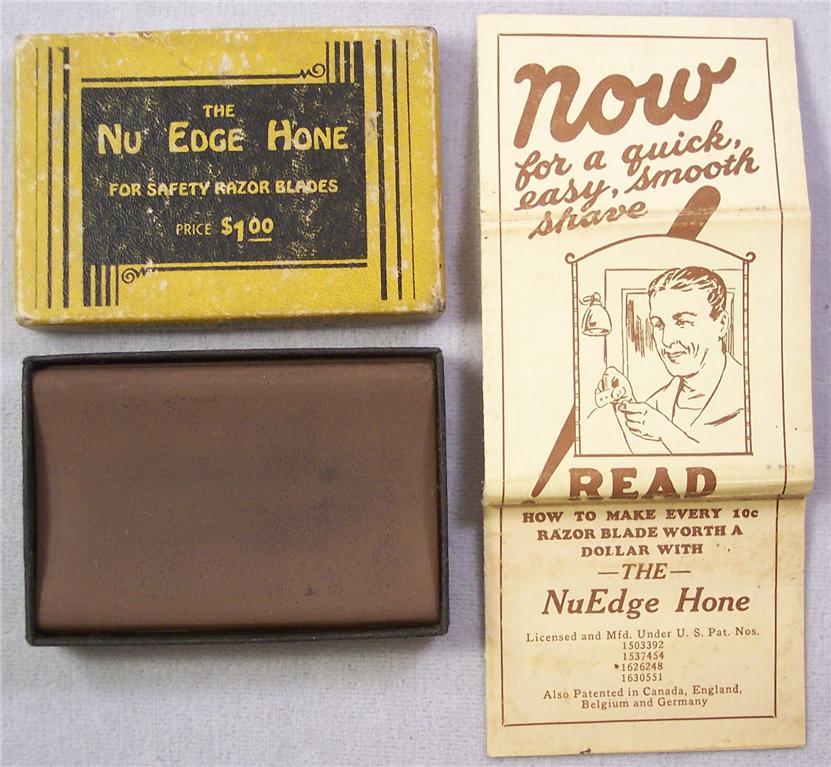 THE
NU EDGE HONE
FOR SAFETY RAZOR BLADES
PRICE $1.00
Now
for a quick,
easy, smooth
shave
READ
HOW TO MAKE EVERY 10c
RAZOR BLADE WORTH A
DOLLAR WITH
—THE—
NuEdge Hone
Licensed and Mfd. Under U. S. Pat. Nos.
1503392
1537454
1626248
1630551
Also Patented in Canada, England,
Belgium and Germany